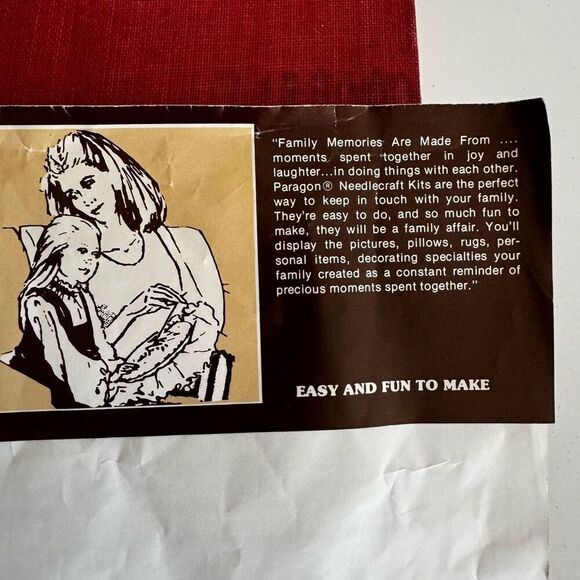 "Family Memories Are Made From ....
moments spent together in joy and
laughter...in doing things with each other.
Paragon® Needlecraft Kits are the perfect
way to keep in touch with your family.
They're easy to do, and so much fun to
make, they will be a family affair. You'll
display the pictures, pillows, rugs, per-
sonal items, decorating specialties your
family created as a constant reminder of
precious moments spent together."
EASY AND FUN TO MAKE